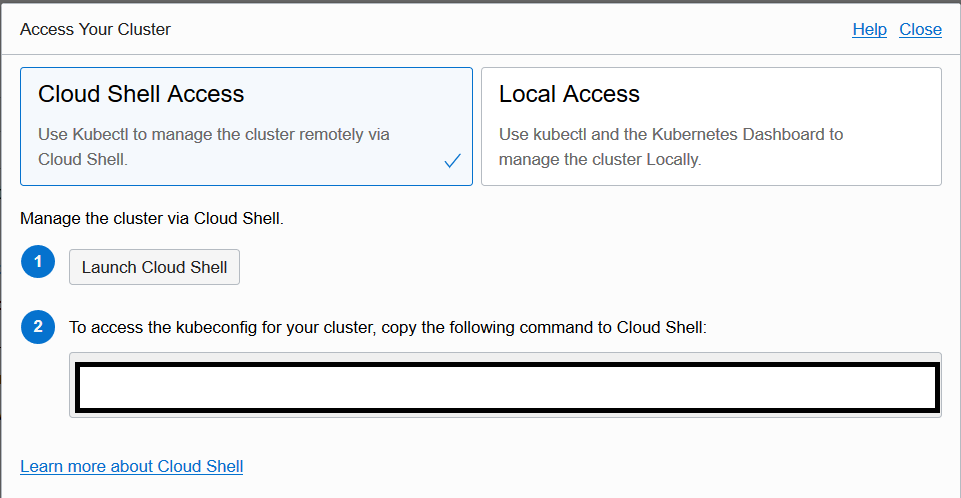 Access Your Cluster
Help Close
Cloud Shell Access
Use Kubectl to manage the cluster remotely via
Cloud Shell.
Local Access
Use kubectl and the Kubernetes Dashboard to
manage the cluster Locally.
Manage the cluster via Cloud Shell.
1 Launch Cloud Shell
2 To access the kubeconfig for your cluster, copy the following command to Cloud Shell:
Learn more about Cloud Shell